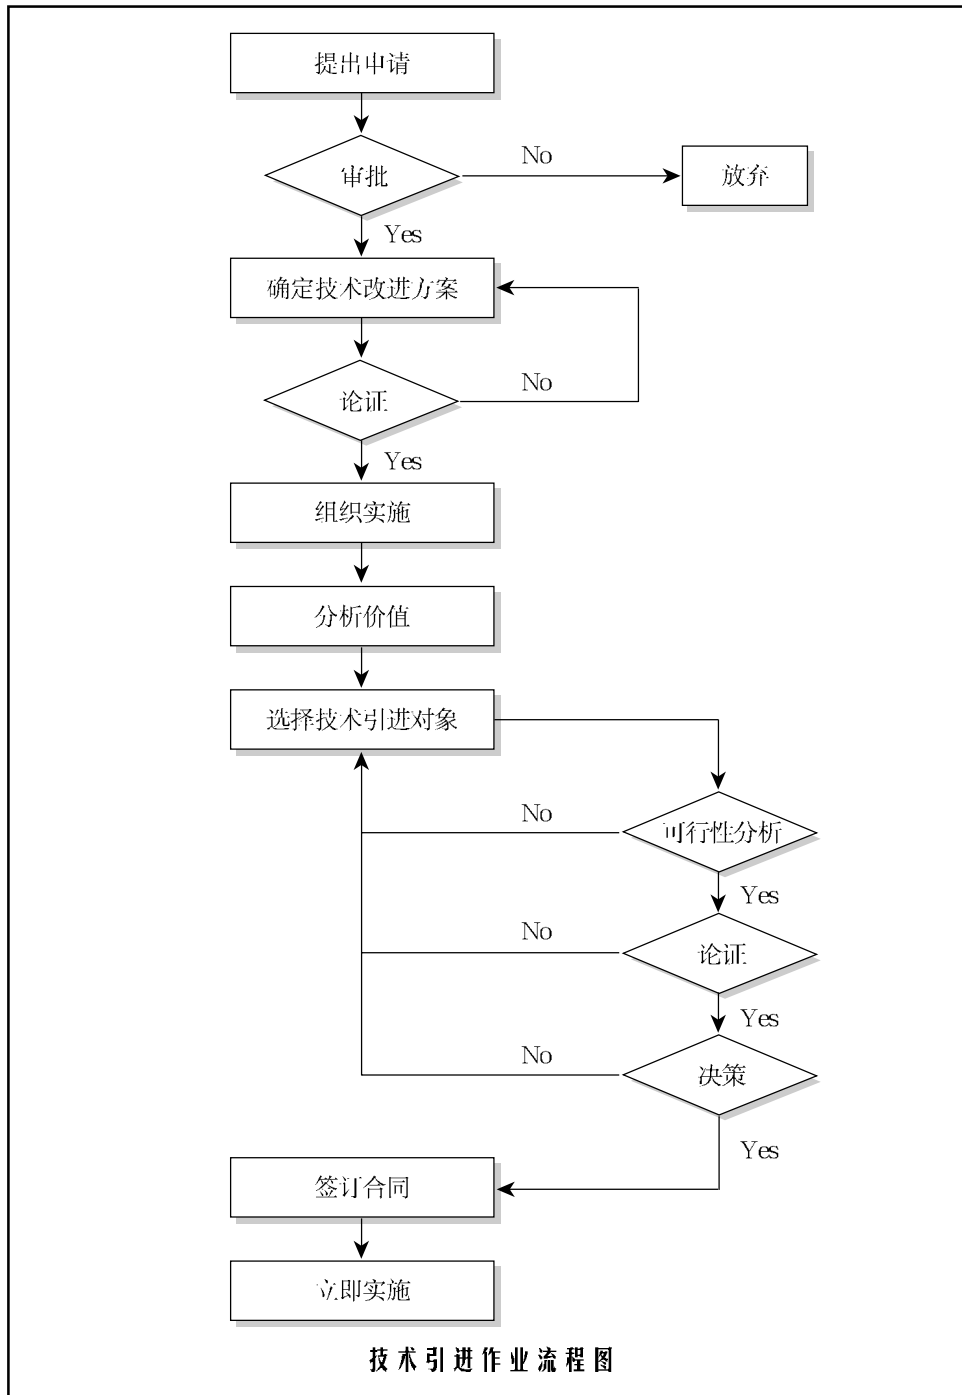 提出申请
审批
No
放弃
Yes
确定技术改进方案
论证
No
Yes
组织实施
分析价值
选择技术引进对象
No
可行性分析
Yes
No
论证
Yes
No
决策
Yes
签订合同
立即实施
技术引进作业流程图